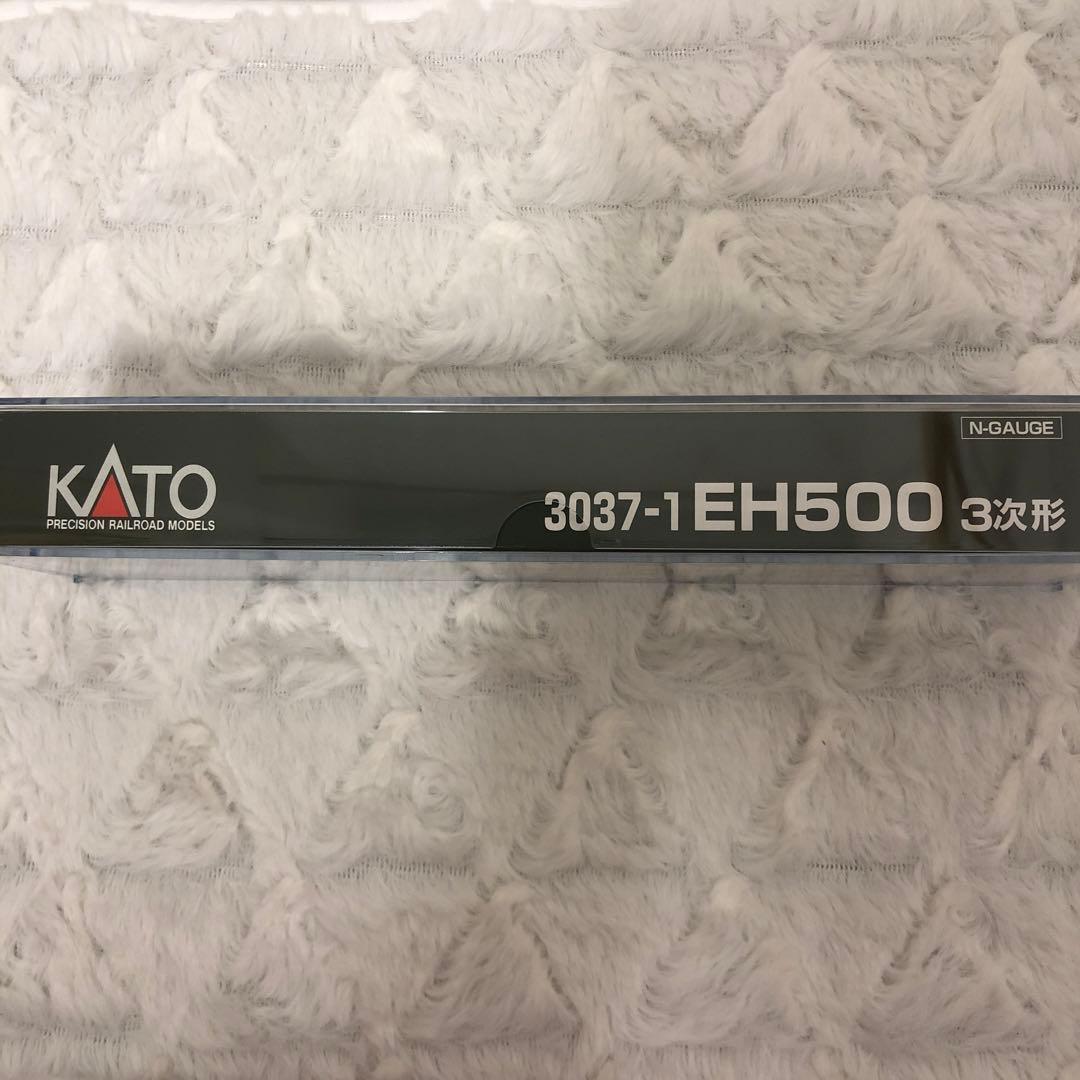 N-GAUGE
KATO
PRECISION RAILROAD MODELS
3037-1 EH500 3次形